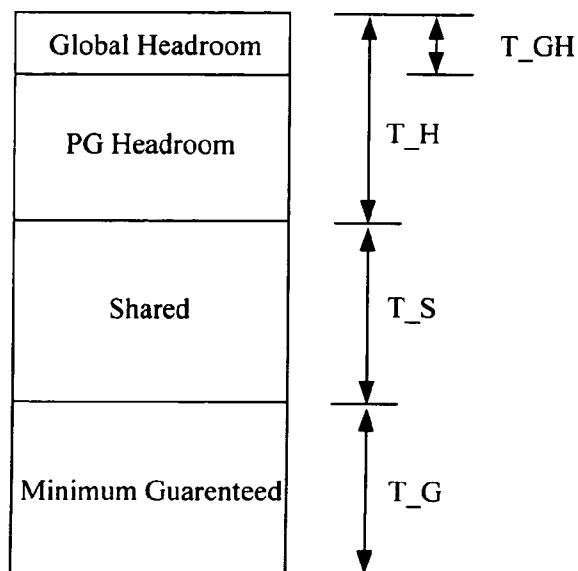 Global Headroom
T_GH
PG Headroom
T_H
Shared
T_S
Minimum Guarenteed
T_G